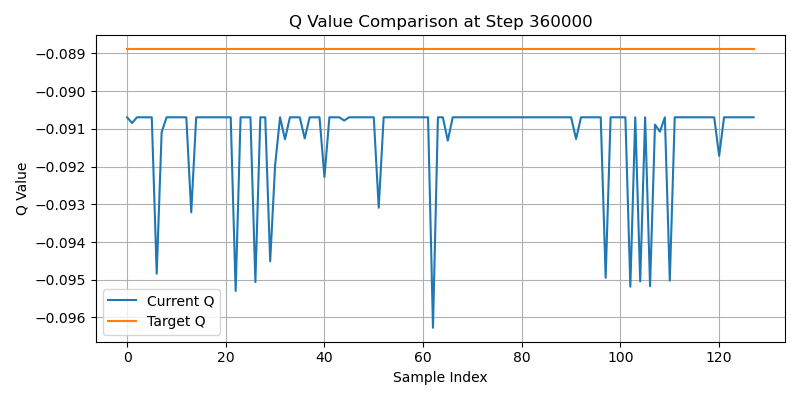 Q Value Comparison at Step 360000
−0.089
−0.090
−0.091
−0.092
−0.093
−0.094
−0.095
−0.096
Q Value
Current Q
Target Q
0 20 40 60 80 100 120
Sample Index